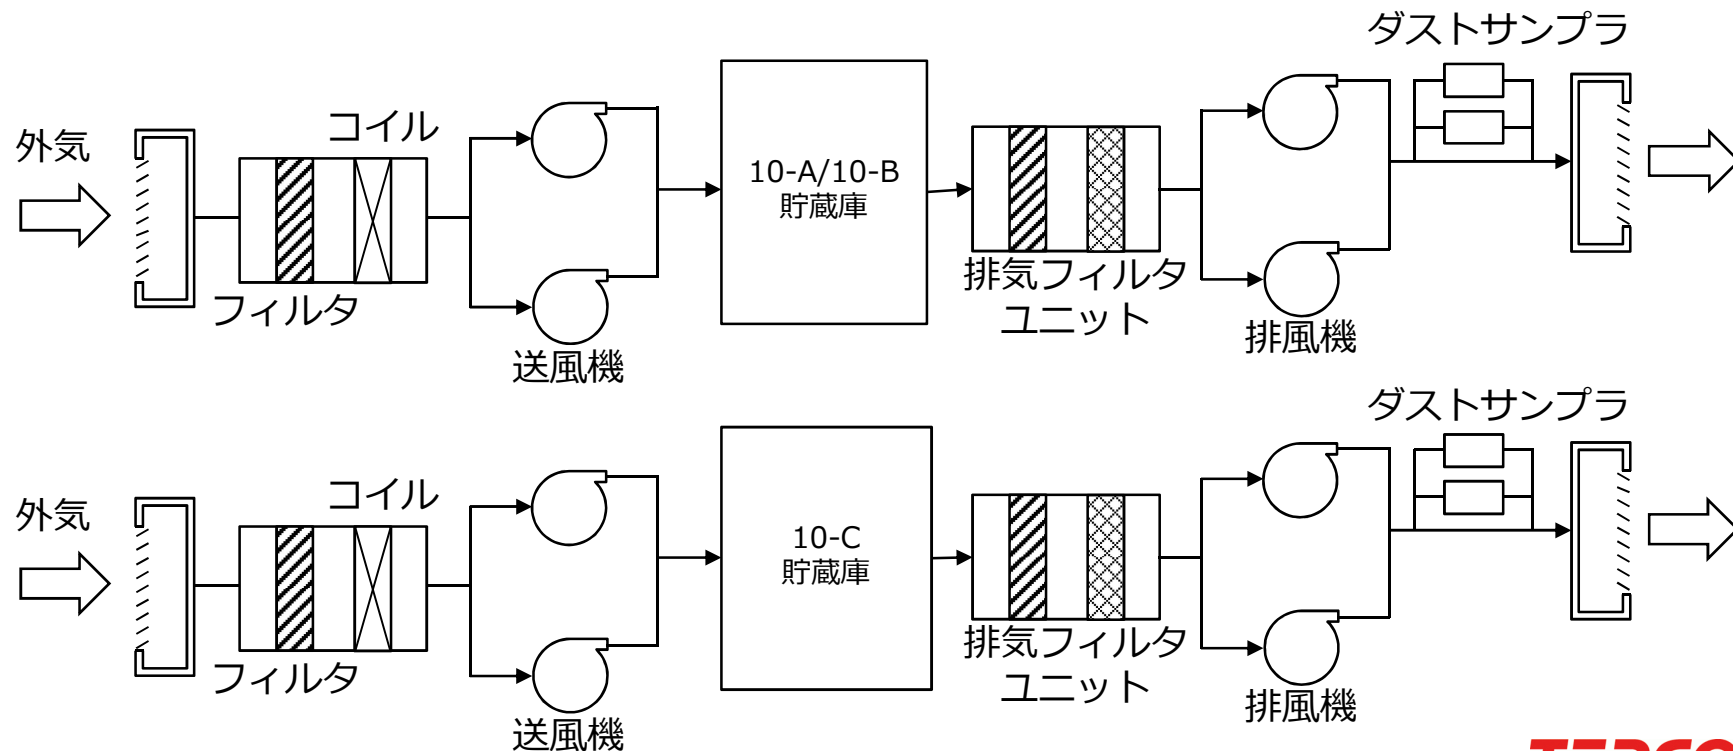 ダストサンプラ
コイル
外気
10-A/10-B
貯蔵庫
フィルタ
排気フィルタ
ユニット
送風機
排風機
ダストサンプラ
コイル
外気
10-C
貯蔵庫
フィルタ
排気フィルタ
ユニット
送風機
排風機